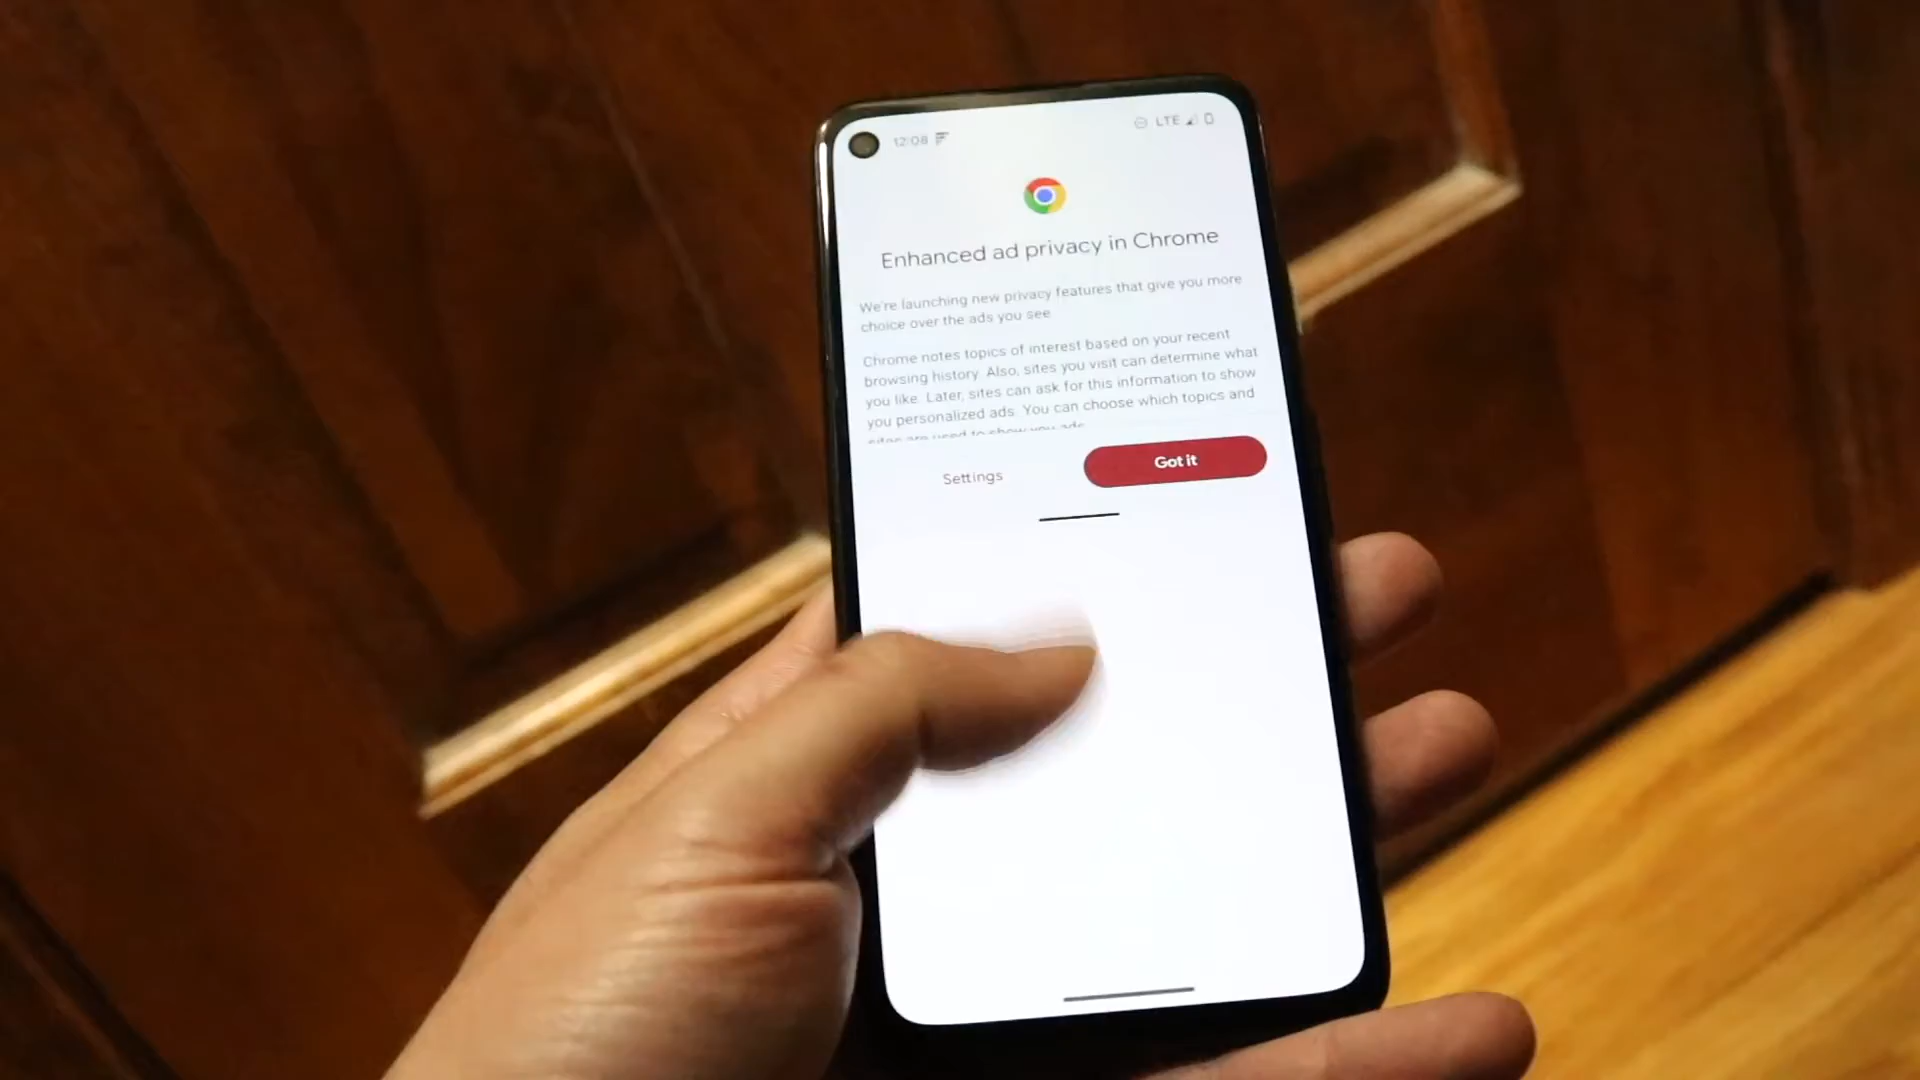 12:08
LTE
Enhanced ad privacy in Chrome
We're launching new privacy features that give you more
choice over the ads you see
Chrome notes topics of interest based on your recent
browsing history. Also, sites you visit can determine what
you like. Later, sites can ask for this information to show
you personalized ads. You can choose which topics and
sites are used to show you ads
Settings
Got it